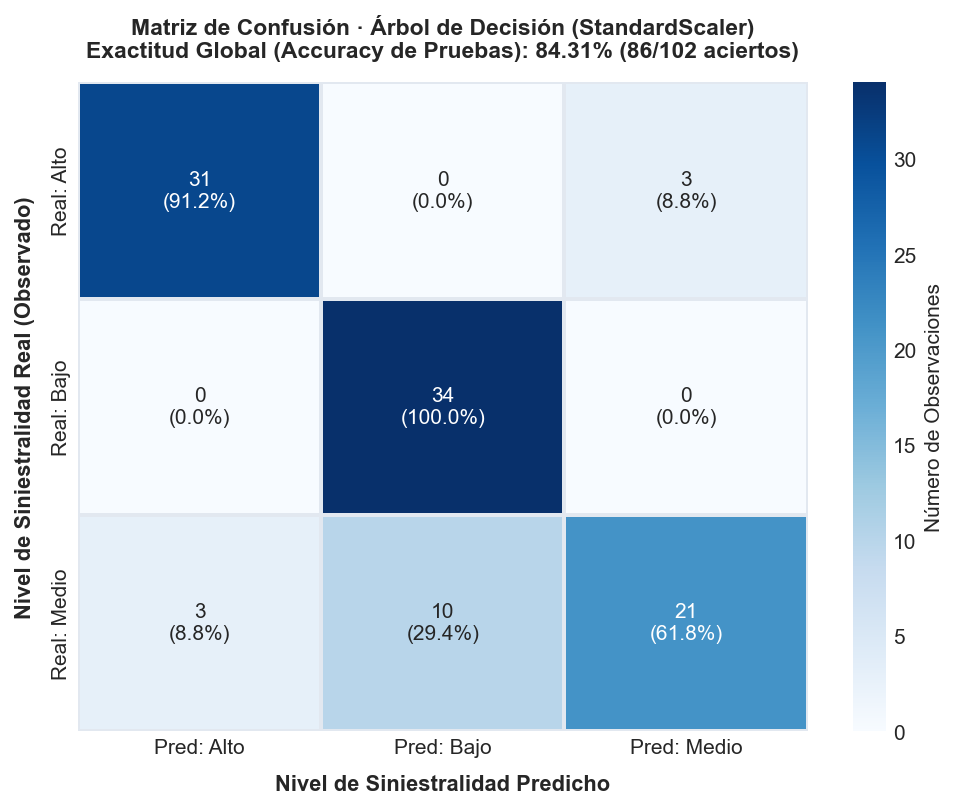 Matriz de Confusión · Árbol de Decisión (StandardScaler)
Exactitud Global (Accuracy de Pruebas): 84.31% (86/102 aciertos)
Nivel de Siniestralidad Real (Observado)
Real: Alto
31
(91.2%)
0
(0.0%)
3
(8.8%)
Real: Bajo
0
(0.0%)
34
(100.0%)
0
(0.0%)
Real: Medio
3
(8.8%)
10
(29.4%)
21
(61.8%)
Pred: Alto
Pred: Bajo
Pred: Medio
Nivel de Siniestralidad Predicho
30
25
20
15
10
5
0
Número de Observaciones